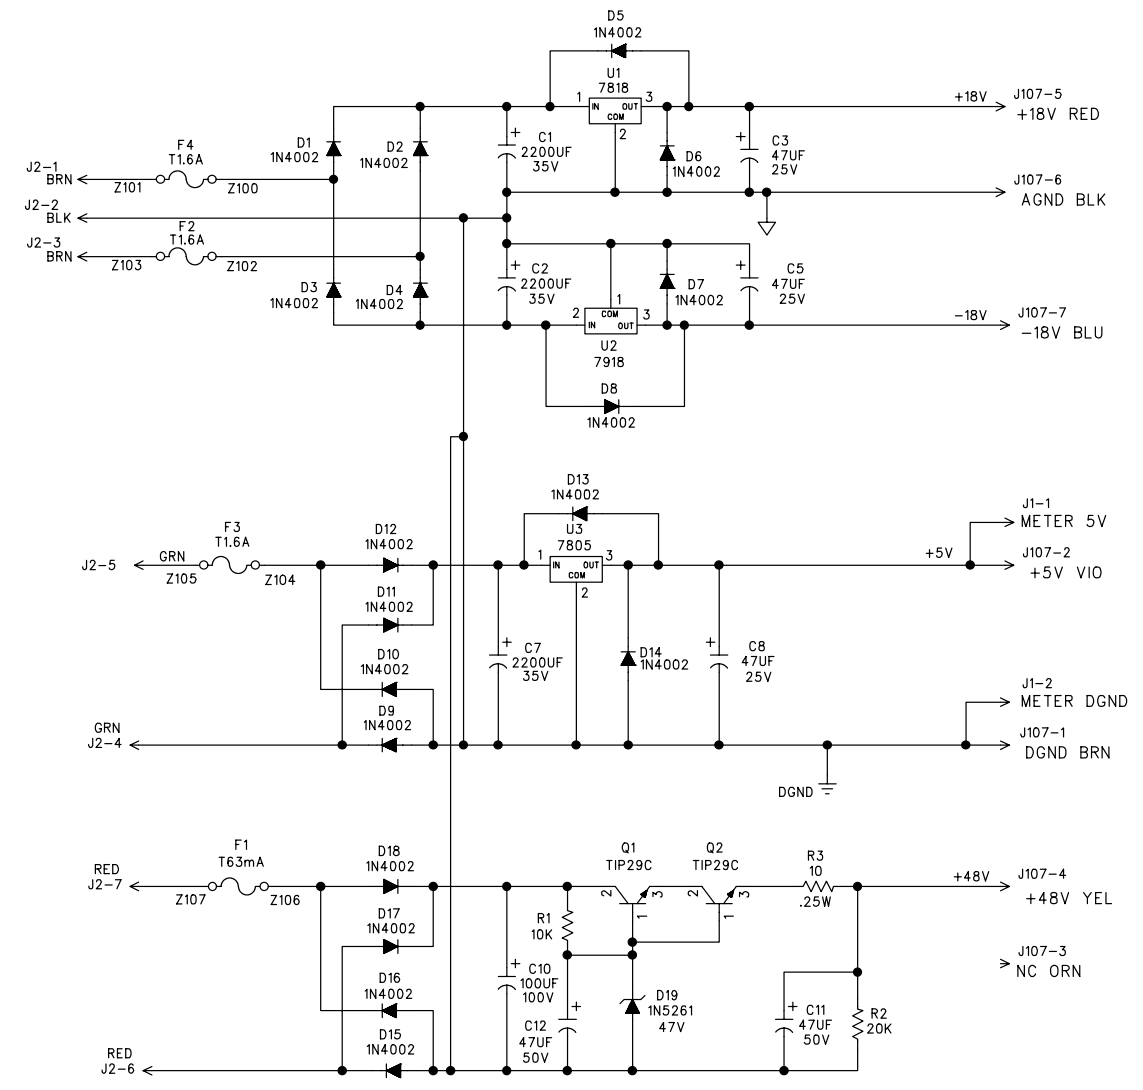 D5
1N4002
U1
7818
1
IN
OUT
3
COM
2
+18V
J107-5
+18V RED
F4
T1.6A
D1
1N4002
D2
1N4002
+
C1
2200UF
35V
D6
1N4002
+
C3
47UF
25V
J2-1
BRN
Z101
Z100
J107-6
AGND BLK
J2-2
BLK
F2
T1.6A
J2-3
BRN
Z103
Z102
D3
1N4002
D4
1N4002
+
C2
2200UF
35V
1
COM
2
IN
OUT
3
U2
7918
D7
1N4002
+
C5
47UF
25V
-18V
J107-7
-18V BLU
D8
1N4002
D13
1N4002
U3
7805
1
IN
OUT
3
COM
2
F3
T1.6A
GRN
J2-5
Z105
Z104
D12
1N4002
D11
1N4002
D10
1N4002
D9
1N4002
+
C7
2200UF
35V
D14
1N4002
+
C8
47UF
25V
+5V
J1-1
METER 5V
J107-2
+5V VIO
J1-2
METER DGND
J107-1
DGND BRN
DGND
GRN
J2-4
F1
T63mA
RED
J2-7
Z107
Z106
D18
1N4002
D17
1N4002
D16
1N4002
D15
1N4002
Q1
TIP29C
2
3
1
Q2
TIP29C
2
3
1
R3
10
.25W
+48V
J107-4
+48V YEL
J107-3
NC ORN
R1
10K
+
C10
100UF
100V
+
C12
47UF
50V
D19
1N5261
47V
+
C11
47UF
50V
R2
20K
RED
J2-6